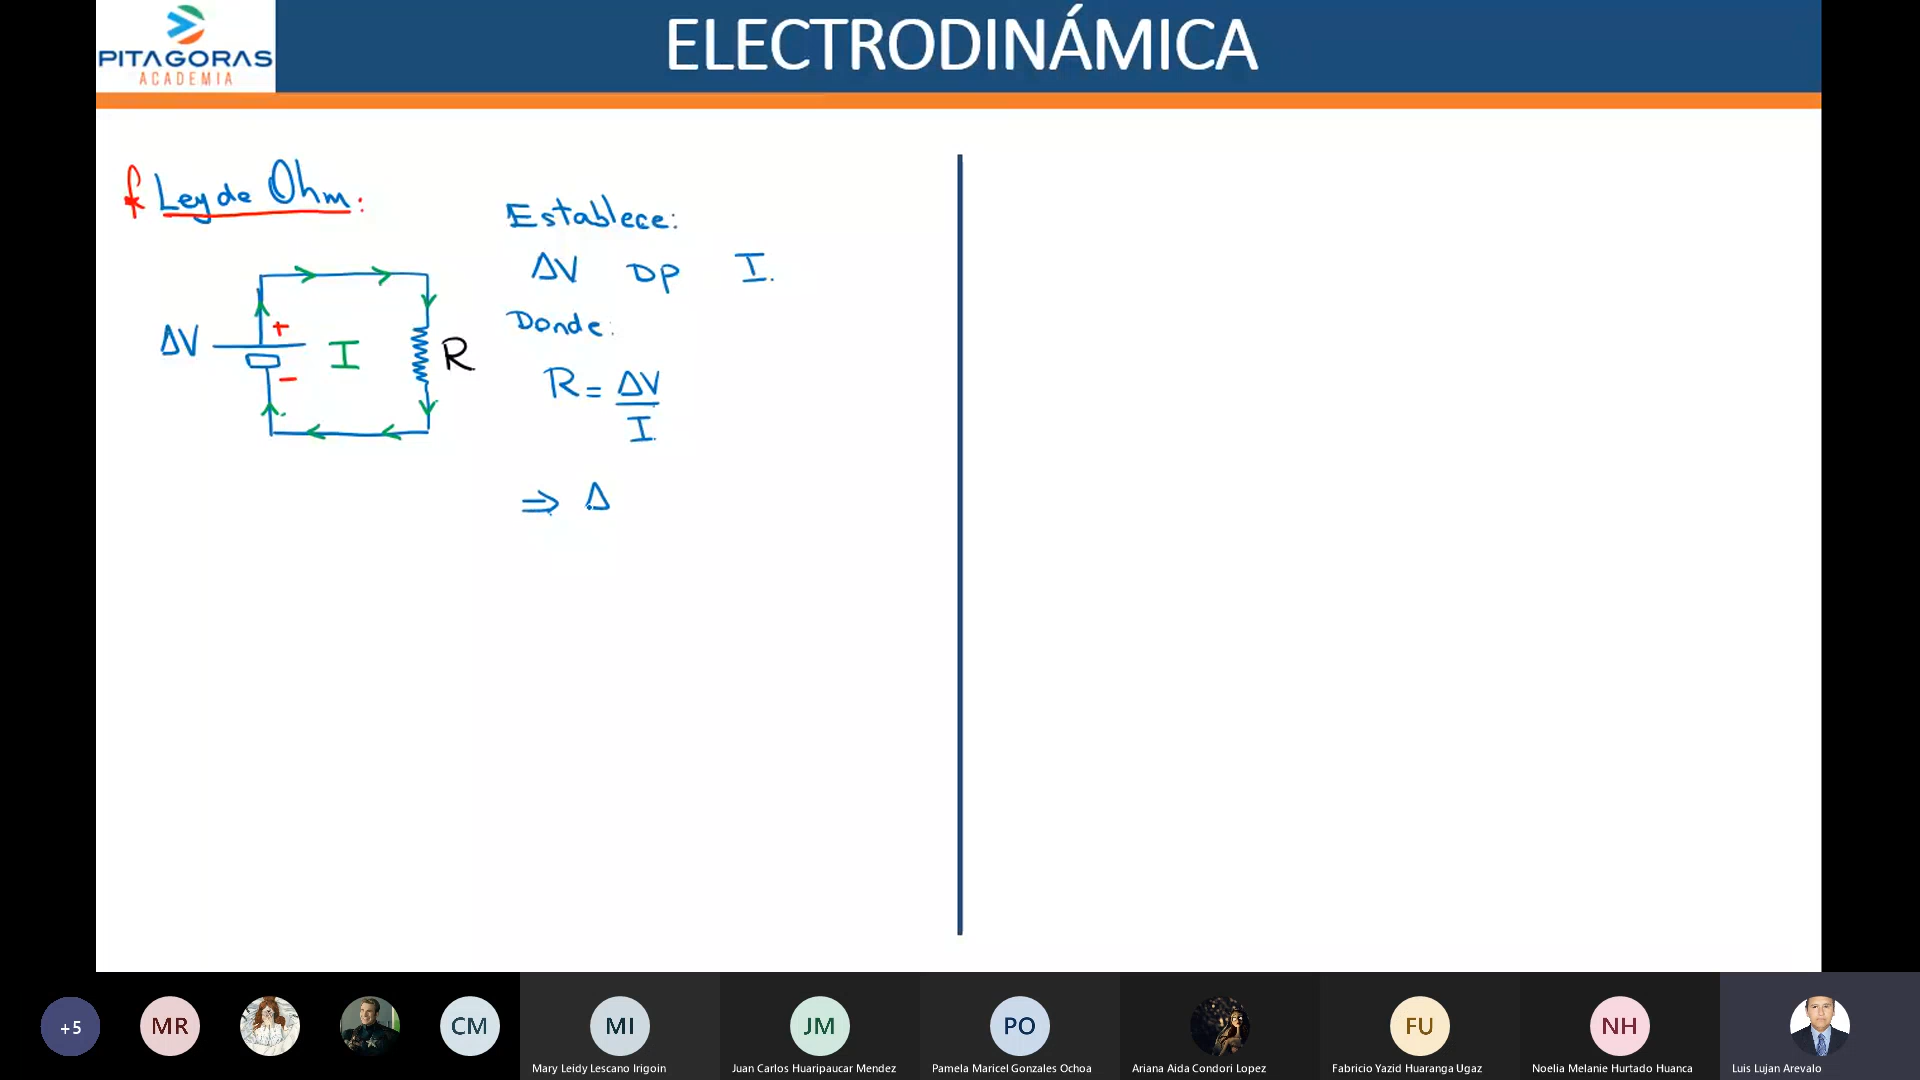 PITAGORAS
ACADEMIA
ELECTRODINÁMICA
Ley de Ohm:
Establece:
ΔV DP I.
Donde:
R = ΔV
I
⇒ Δ
ΔV
+
-
I
R
+5
MR
CM
MI
JM
PO
FU
NH
Mary Leidy Lescano Irigoin
Juan Carlos Huaripaucar Mendez
Pamela Maricel Gonzales Ochoa
Ariana Aida Condori Lopez
Fabricio Yazid Huaranga Ugaz
Noelia Melanie Hurtado Huanca
Luis Lujan Arevalo